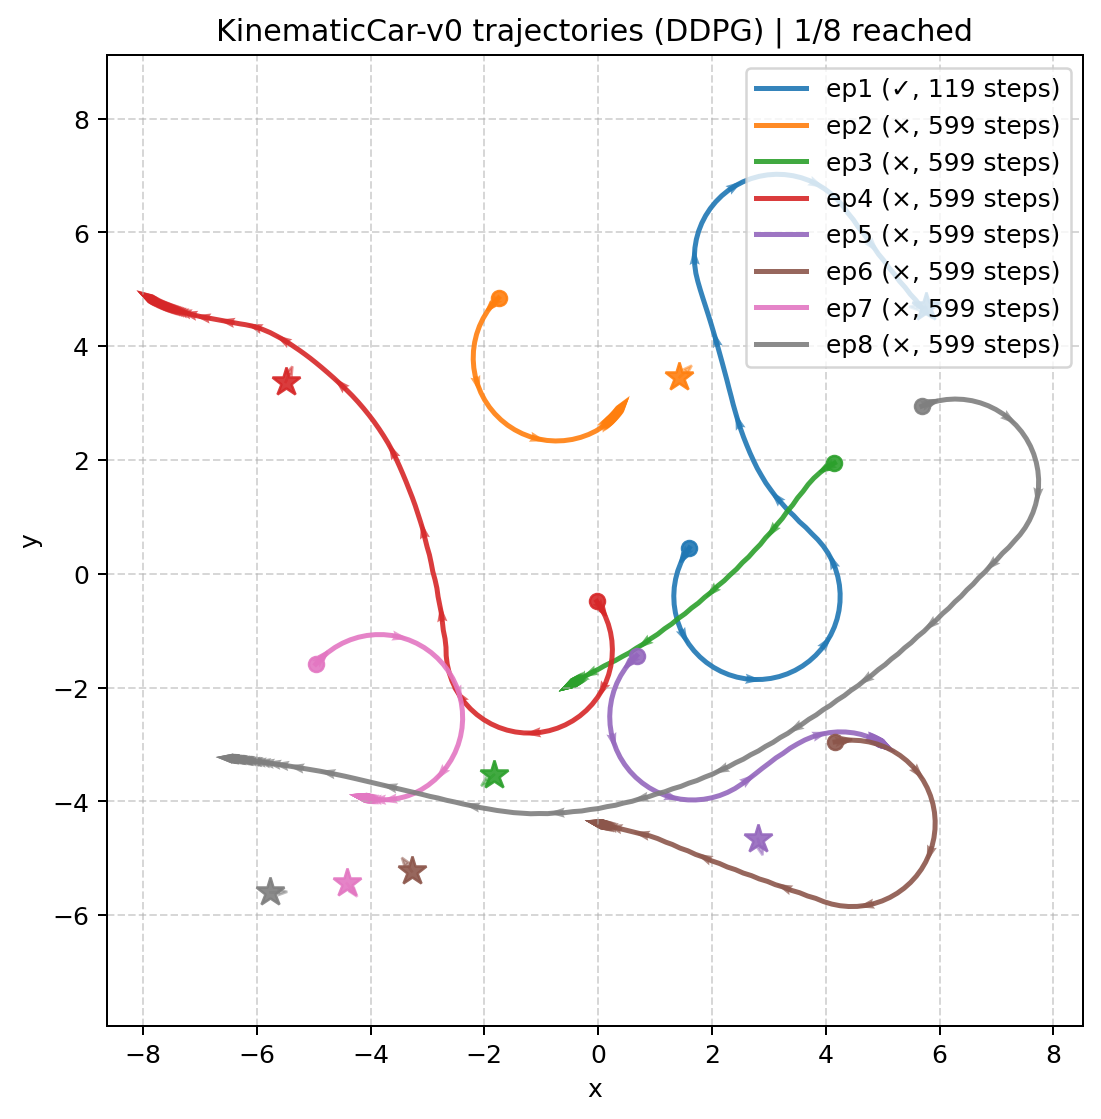 KinematicCar-v0 trajectories (DDPG) | 1/8 reached
ep1 (✓, 119 steps)
ep2 (×, 599 steps)
ep3 (×, 599 steps)
ep4 (×, 599 steps)
ep5 (×, 599 steps)
ep6 (×, 599 steps)
ep7 (×, 599 steps)
ep8 (×, 599 steps)
8
6
4
2
0
−2
−4
−6
y
−8 −6 −4 −2 0 2 4 6 8
x